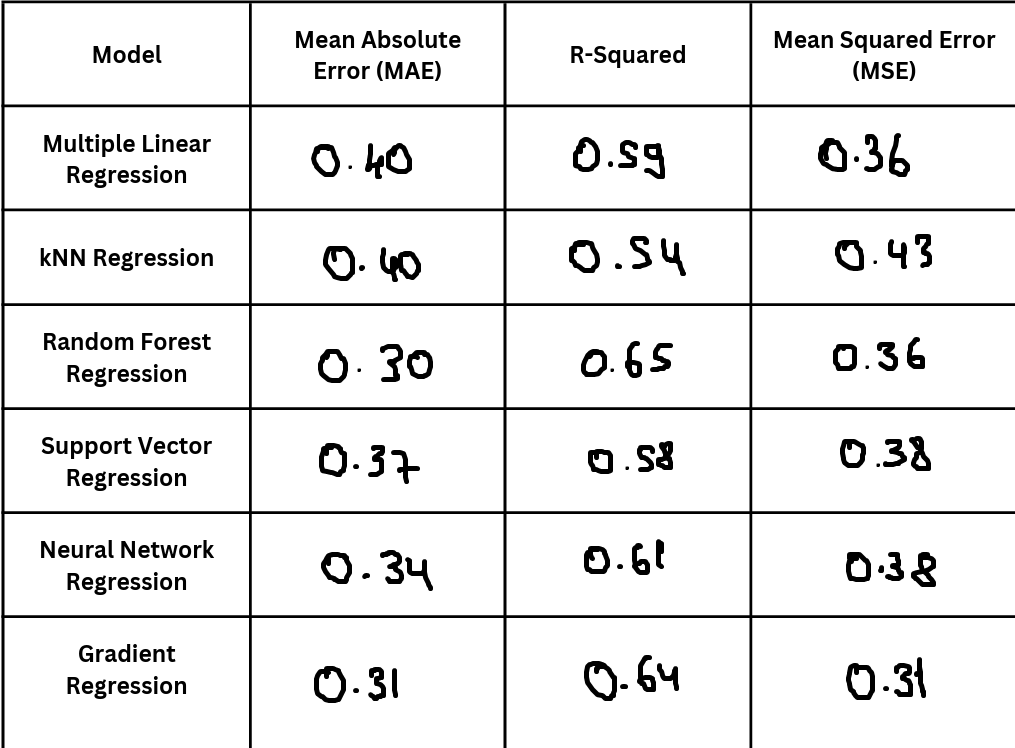 Model
Mean Absolute
Error (MAE)
R-Squared
Mean Squared Error
(MSE)
Multiple Linear
Regression
0.40
0.59
0.36
kNN Regression
0.40
0.54
0.43
Random Forest
Regression
0.30
0.65
0.36
Support Vector
Regression
0.37
0.58
0.38
Neural Network
Regression
0.34
0.61
0.38
Gradient
Regression
0.31
0.64
0.31